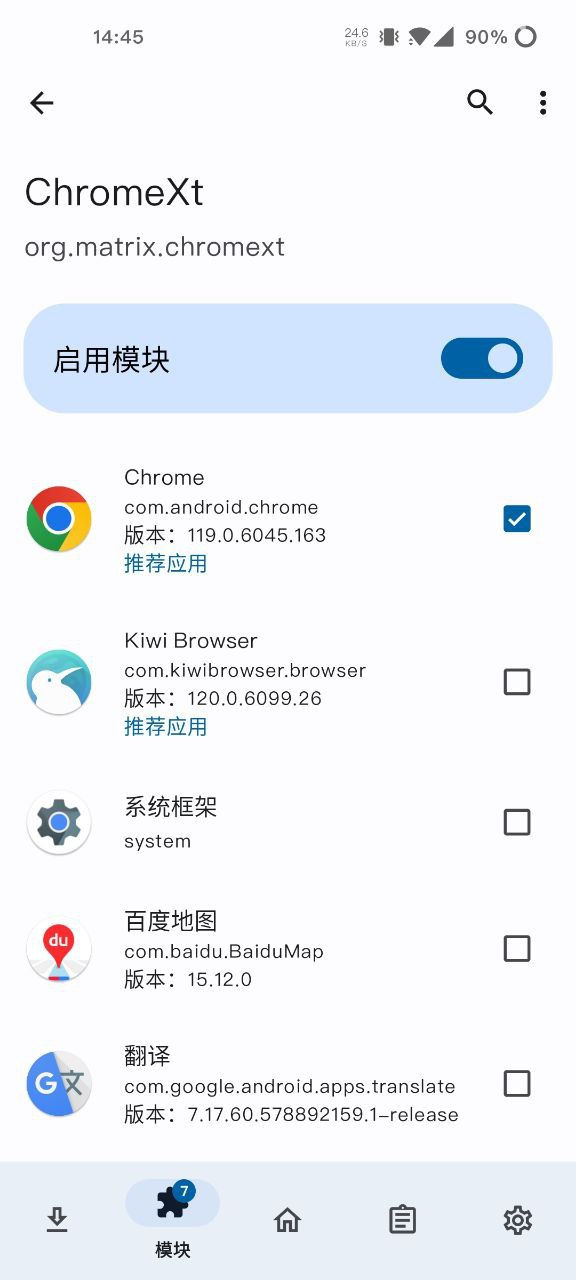 14:45
24.6
KB/S
90%
ChromeXt
org.matrix.chromext
启用模块
Chrome
com.android.chrome
版本：119.0.6045.163
推荐应用
Kiwi Browser
com.kiwibrowser.browser
版本：120.0.6099.26
推荐应用
系统框架
system
du
百度地图
com.baidu.BaiduMap
版本：15.12.0
G文
翻译
com.google.android.apps.translate
版本：7.17.60.578892159.1–release
7
模块